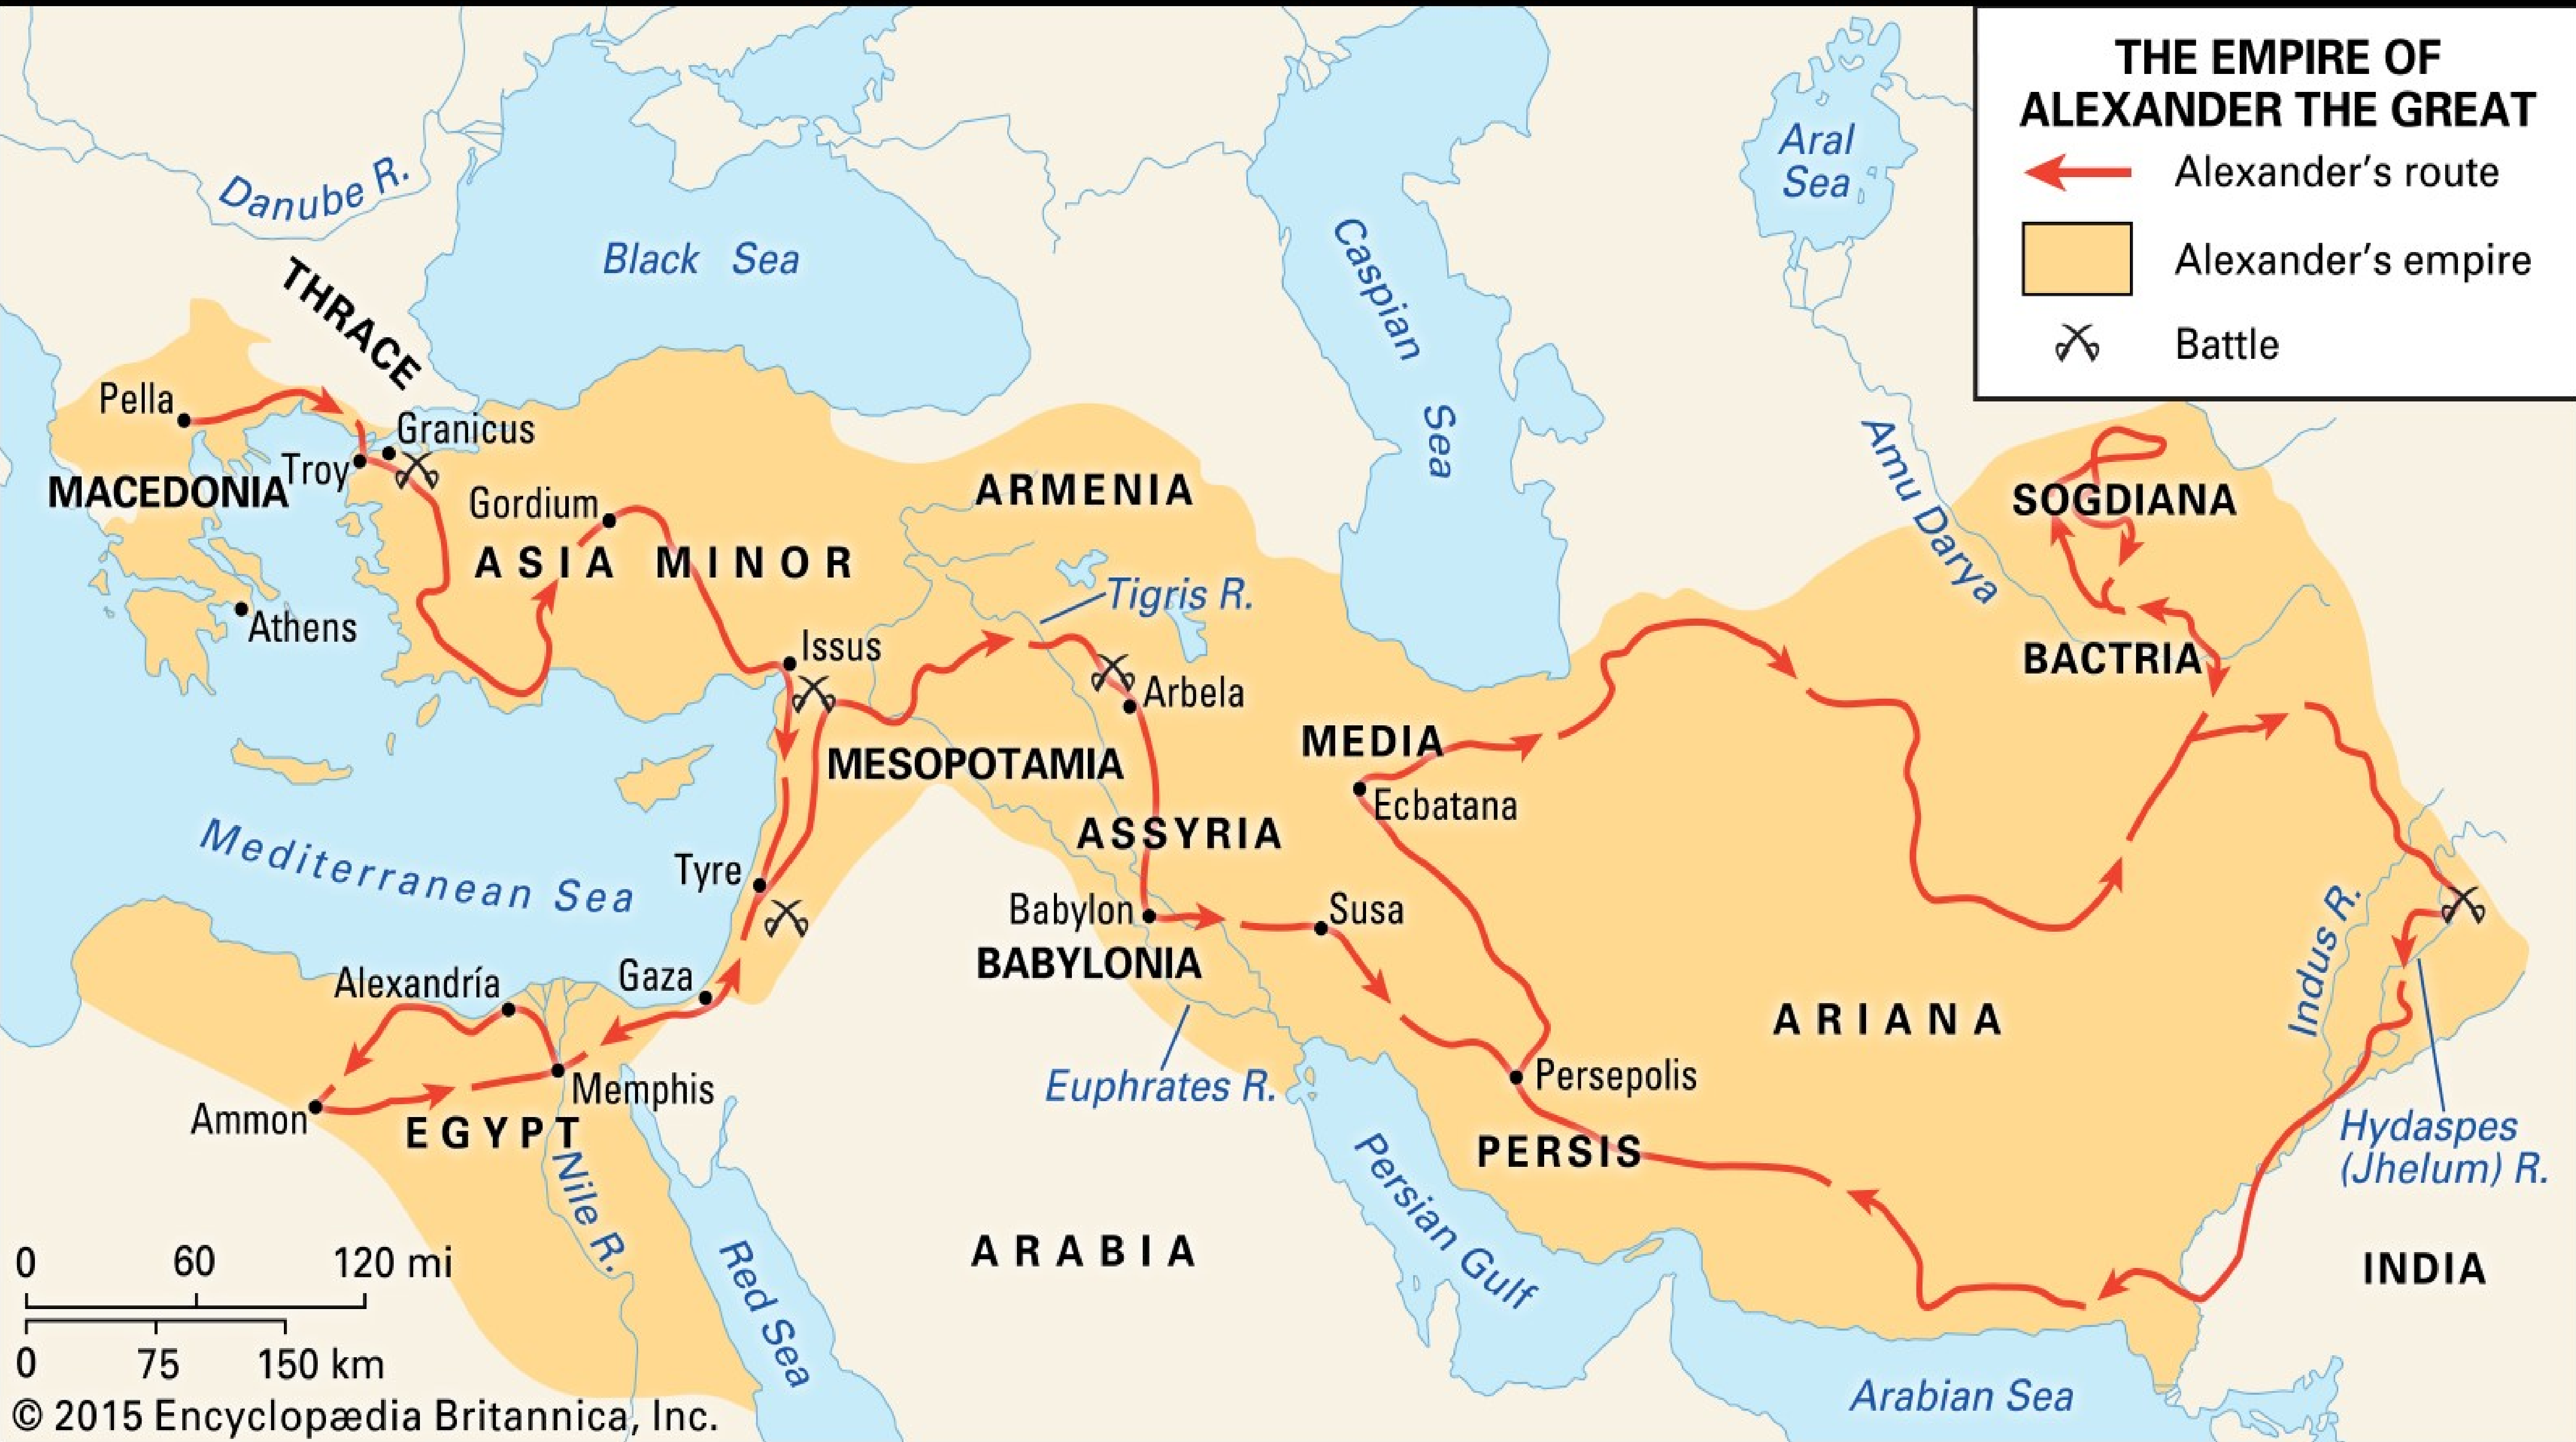 THE EMPIRE OF
ALEXANDER THE GREAT
Alexander's route
Alexander's empire
Battle
Danube R.
Black Sea
Caspian Sea
Aral
Sea
Amu Darya
THRACE
Pella
Granicus
Troy
MACEDONIA
Gordium
ASIA MINOR
ARMENIA
SOGDIANA
Athens
Tigris R.
Issus
BACTRIA
Arbela
MEDIA
MESOPOTAMIA
Ecbatana
ASSYRIA
Mediterranean Sea
Tyre
Babylon
Susa
BABYLONIA
Indus R.
Alexandría
Gaza
ARIANA
Memphis
Ammon
EGYPT
Euphrates R.
Persepolis
PERSIS
Hydaspes
(Jhelum) R.
Nile R.
Red Sea
ARABIA
Persian Gulf
INDIA
Arabian Sea
0 60 120 mi
0 75 150 km
© 2015 Encyclopædia Britannica, Inc.